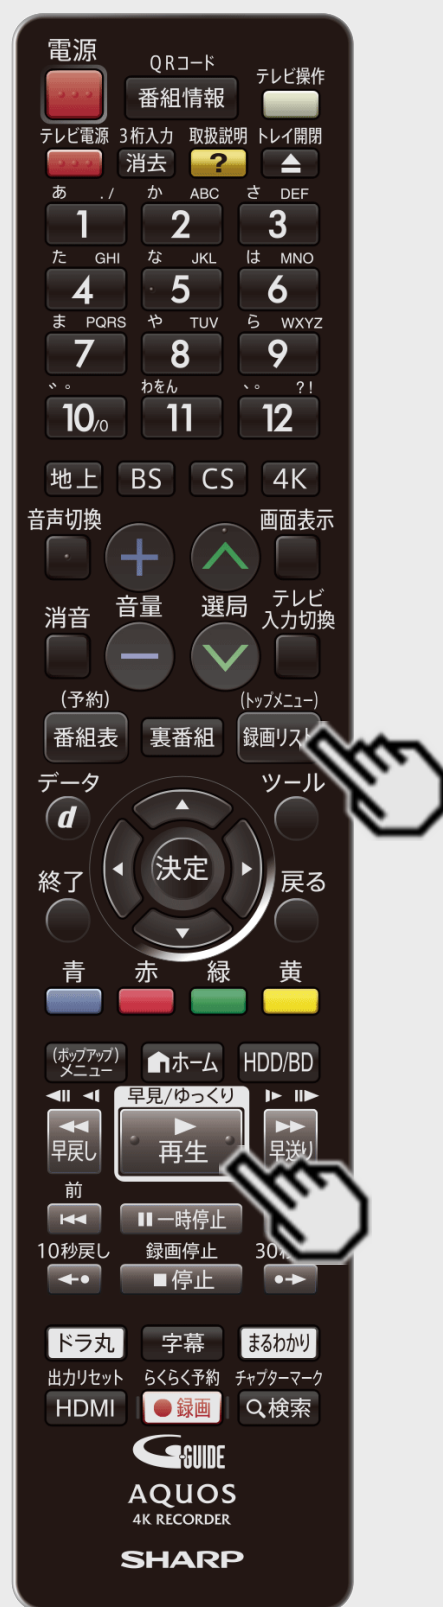 電源
QRコード
テレビ操作
番組情報
テレビ電源 3桁入力 取扱説明 トレイ開閉
消去 ?
あ ./ か ABC さ DEF
1 2 3
た GHI な JKL は MNO
4 5 6
ま PQRS や TUV ら WXYZ
7 8 9
゛゜ わをん 、。 ?!
10/0 11 12
地上 BS CS 4K
音声切換 画面表示
+
消音 音量 選局 テレビ
入力切換
−
(予約) (トップメニュー)
番組表 裏番組 録画リスト
データ ツール
d
決定
終了 戻る
青 赤 緑 黄
(ポップアップ)
メニュー ホーム HDD/BD
早見/ゆっくり
早戻し 再生 早送り
前
一時停止
10秒戻し 録画停止 30
停止
ドラ丸 字幕 まるわかり
出力リセット らくらく予約 チャプターマーク
HDMI 録画 検索
G-GUIDE
AQUOS
4K RECORDER
SHARP